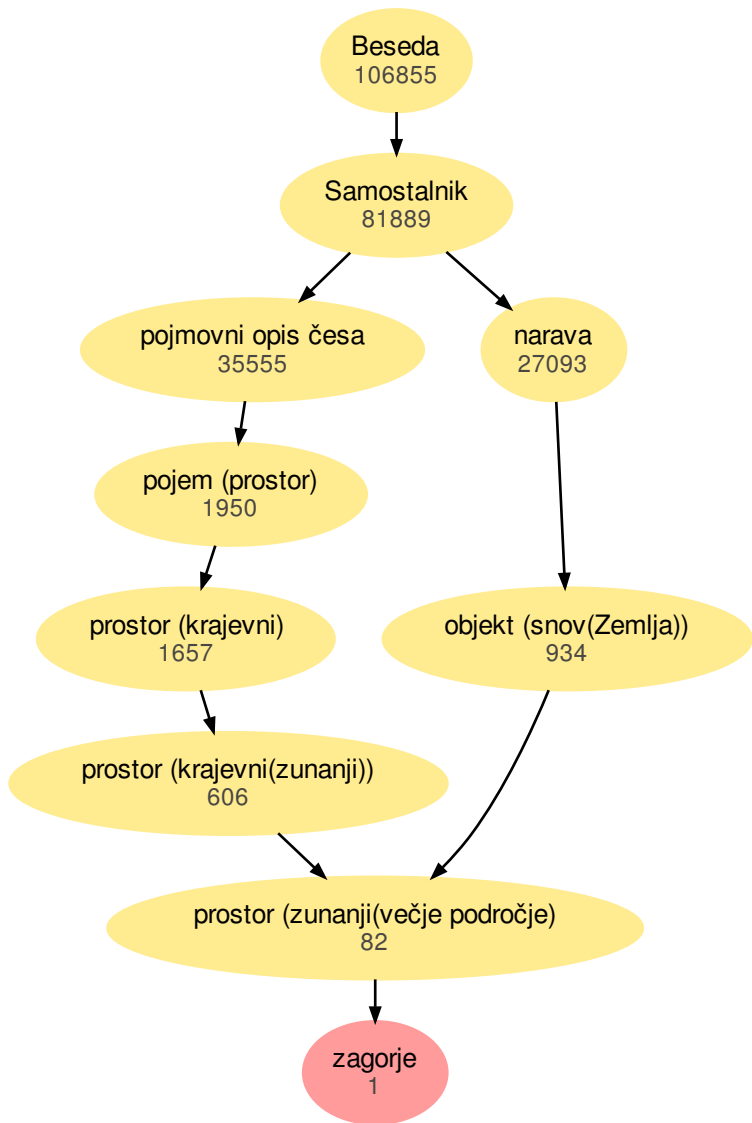 Beseda
106855
Samostalnik
81889
pojmovni opis česa
35555
narava
27093
pojem (prostor)
1950
prostor (krajevni)
1657
objekt (snov(Zemlja))
934
prostor (krajevni(zunanji))
606
prostor (zunanji(večje področje)
82
zagorje
1